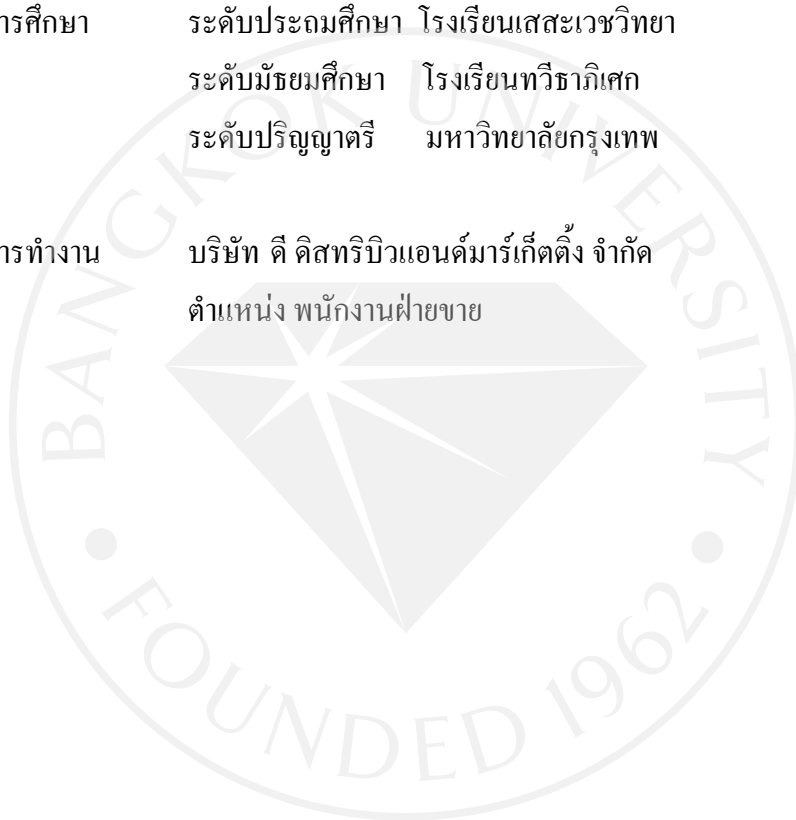 ารศึกษา ระดับประถมศึกษา โรงเรียนเสสะเวชวิทยา
ระดับมัธยมศึกษา โรงเรียนทวีธาภิเศก
ระดับปริญญาตรี มหาวิทยาลัยกรุงเทพ
ารทำงาน บริษัท ดี ดิสทริบิวแอนด์มาร์เก็ตติ้ง จำกัด
ตำแหน่ง พนักงานฝ่ายขาย
BANGKOK UNIVERSITY
FOUNDED 1962